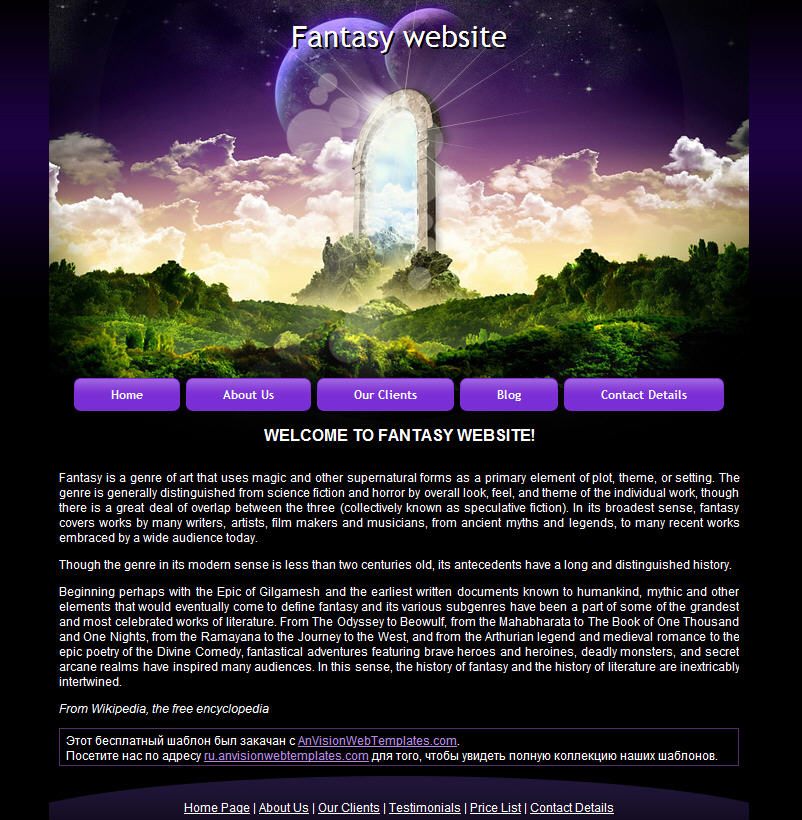 Fantasy website
Home About Us Our Clients Blog Contact Details
WELCOME TO FANTASY WEBSITE!
Fantasy is a genre of art that uses magic and other supernatural forms as a primary element of plot, theme, or setting. The
genre is generally distinguished from science fiction and horror by overall look, feel, and theme of the individual work, though
there is a great deal of overlap between the three (collectively known as speculative fiction). In its broadest sense, fantasy
covers works by many writers, artists, film makers and musicians, from ancient myths and legends, to many recent works
embraced by a wide audience today.
Though the genre in its modern sense is less than two centuries old, its antecedents have a long and distinguished history.
Beginning perhaps with the Epic of Gilgamesh and the earliest written documents known to humankind, mythic and other
elements that would eventually come to define fantasy and its various subgenres have been a part of some of the grandest
and most celebrated works of literature. From The Odyssey to Beowulf, from the Mahabharata to The Book of One Thousand
and One Nights, from the Ramayana to the Journey to the West, and from the Arthurian legend and medieval romance to the
epic poetry of the Divine Comedy, fantastical adventures featuring brave heroes and heroines, deadly monsters, and secret
arcane realms have inspired many audiences. In this sense, the history of fantasy and the history of literature are inextricably
intertwined.
From Wikipedia, the free encyclopedia
Этот бесплатный шаблон был закачан с AnVisionWebTemplates.com.
Посетите нас по адресу ru.anvisionwebtemplates.com для того, чтобы увидеть полную коллекцию наших шаблонов.
Home Page | About Us | Our Clients | Testimonials | Price List | Contact Details